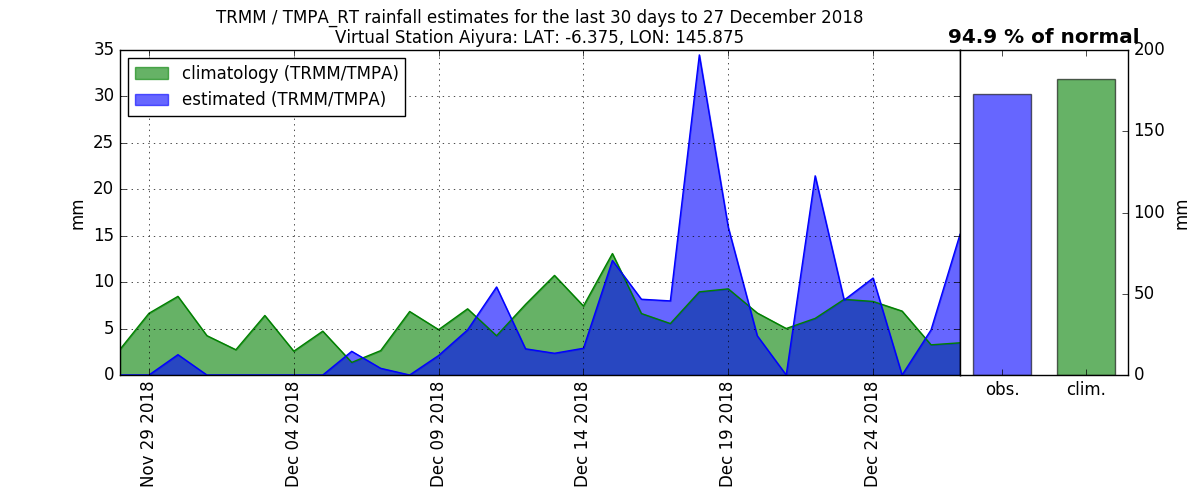 TRMM / TMPA_RT rainfall estimates for the last 30 days to 27 December 2018
Virtual Station Aiyura: LAT: -6.375, LON: 145.875
94.9 % of normal
climatology (TRMM/TMPA)
estimated (TRMM/TMPA)
35
30
25
20
15
10
5
0
mm
Nov 29 2018
Dec 04 2018
Dec 09 2018
Dec 14 2018
Dec 19 2018
Dec 24 2018
200
150
100
50
0
mm
obs.
clim.